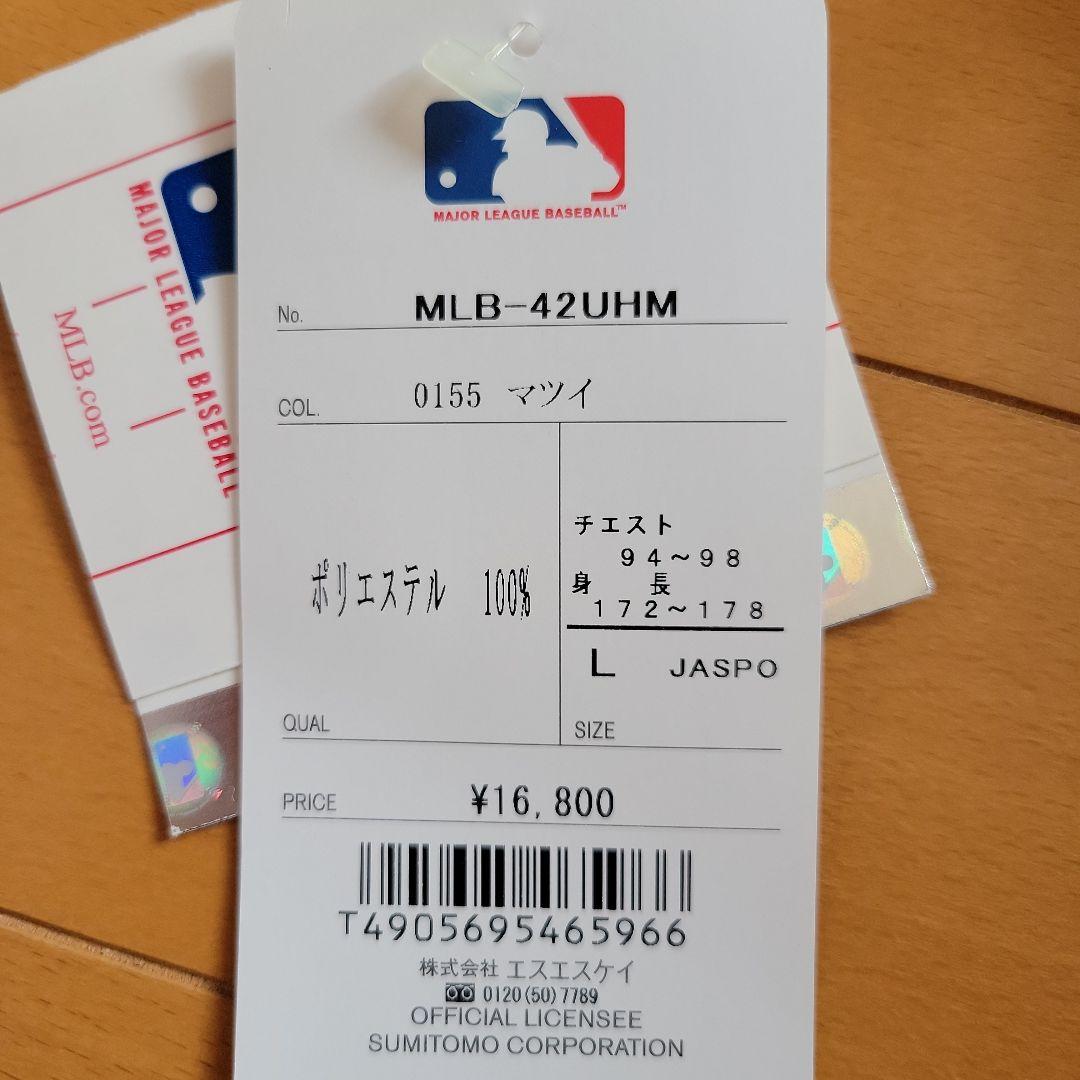 MAJOR LEAGUE BASEBALL™
No. MLB-42UHM
COL. 0155 マツイ
ポリエステル 100%
QUAL
チエスト
94～98
身 長
172～178
L JASPO
SIZE
PRICE ¥16,800
T4905695465966
株式会社 エスエスケイ
0120(50)7789
OFFICIAL LICENSEE
SUMITOMO CORPORATION
MAJOR LEAGUE BASEBALL
MLB.com